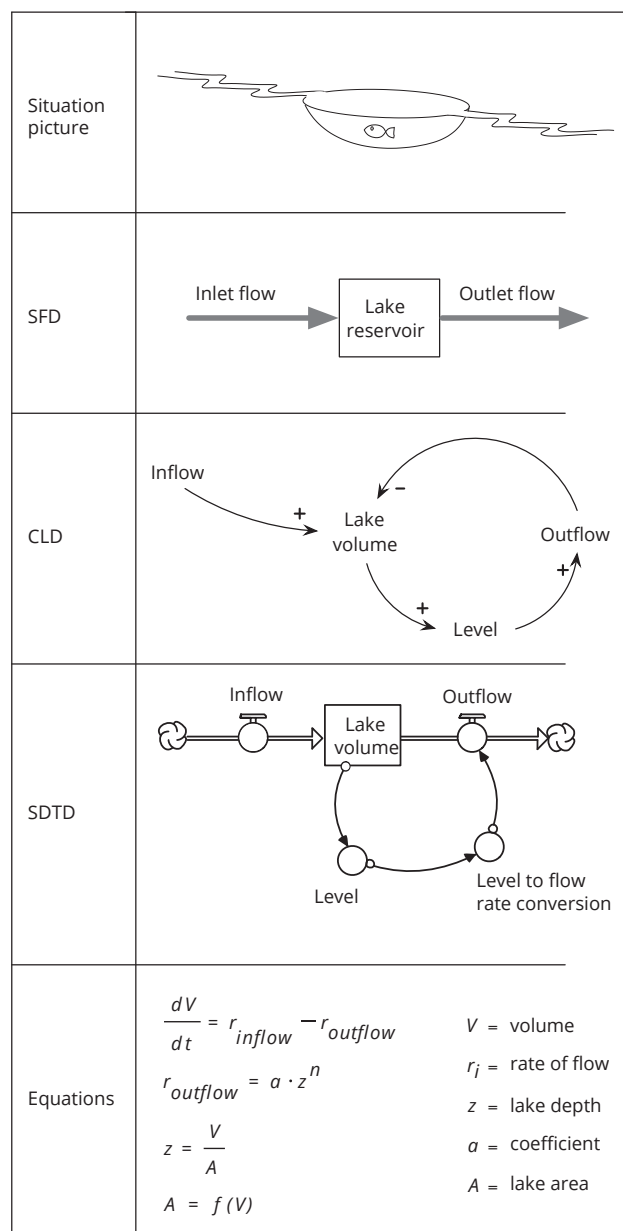 Situation
picture
SFD
Inlet flow
Lake
reservoir
Outlet flow
CLD
Inflow
+
Lake
volume
−
Outflow
+
+
Level
SDTD
Inflow
Lake
volume
Outflow
Level
Level to flow
rate conversion
Equations
dV/dt = r_inflow − r_outflow
r_outflow = a · z^n
z = V/A
A = f(V)
V = volume
r_i = rate of flow
z = lake depth
a = coefficient
A = lake area